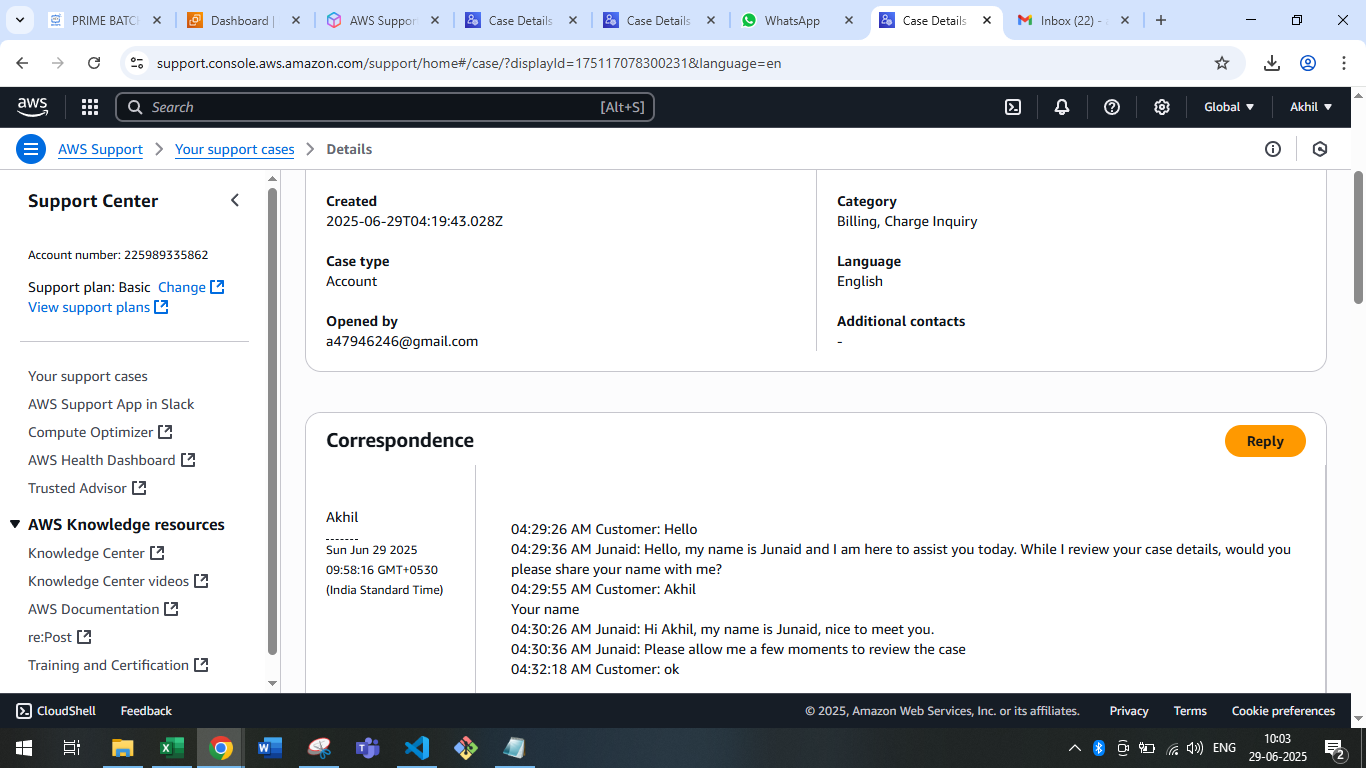 PRIME BATCH
Dashboard |
AWS Suppor
Case Details
Case Details
WhatsApp
Case Details
Inbox (22) -
support.console.aws.amazon.com/support/home#/case/?displayId=175117078300231&language=en
aws
Search
[Alt+S]
Global
Akhil
AWS Support
Your support cases
Details
Support Center
Account number: 225989335862
Support plan: Basic Change
View support plans
Your support cases
AWS Support App in Slack
Compute Optimizer
AWS Health Dashboard
Trusted Advisor
AWS Knowledge resources
Knowledge Center
Knowledge Center videos
AWS Documentation
re:Post
Training and Certification
Created
2025-06-29T04:19:43.028Z
Case type
Account
Opened by
a47946246@gmail.com
Category
Billing, Charge Inquiry
Language
English
Additional contacts
-
Correspondence
Reply
Akhil
Sun Jun 29 2025
09:58:16 GMT+0530
(India Standard Time)
04:29:26 AM Customer: Hello
04:29:36 AM Junaid: Hello, my name is Junaid and I am here to assist you today. While I review your case details, would you
please share your name with me?
04:29:55 AM Customer: Akhil
Your name
04:30:26 AM Junaid: Hi Akhil, my name is Junaid, nice to meet you.
04:30:36 AM Junaid: Please allow me a few moments to review the case
04:32:18 AM Customer: ok
CloudShell
Feedback
© 2025, Amazon Web Services, Inc. or its affiliates.
Privacy
Terms
Cookie preferences
ENG
10:03
29-06-2025
2